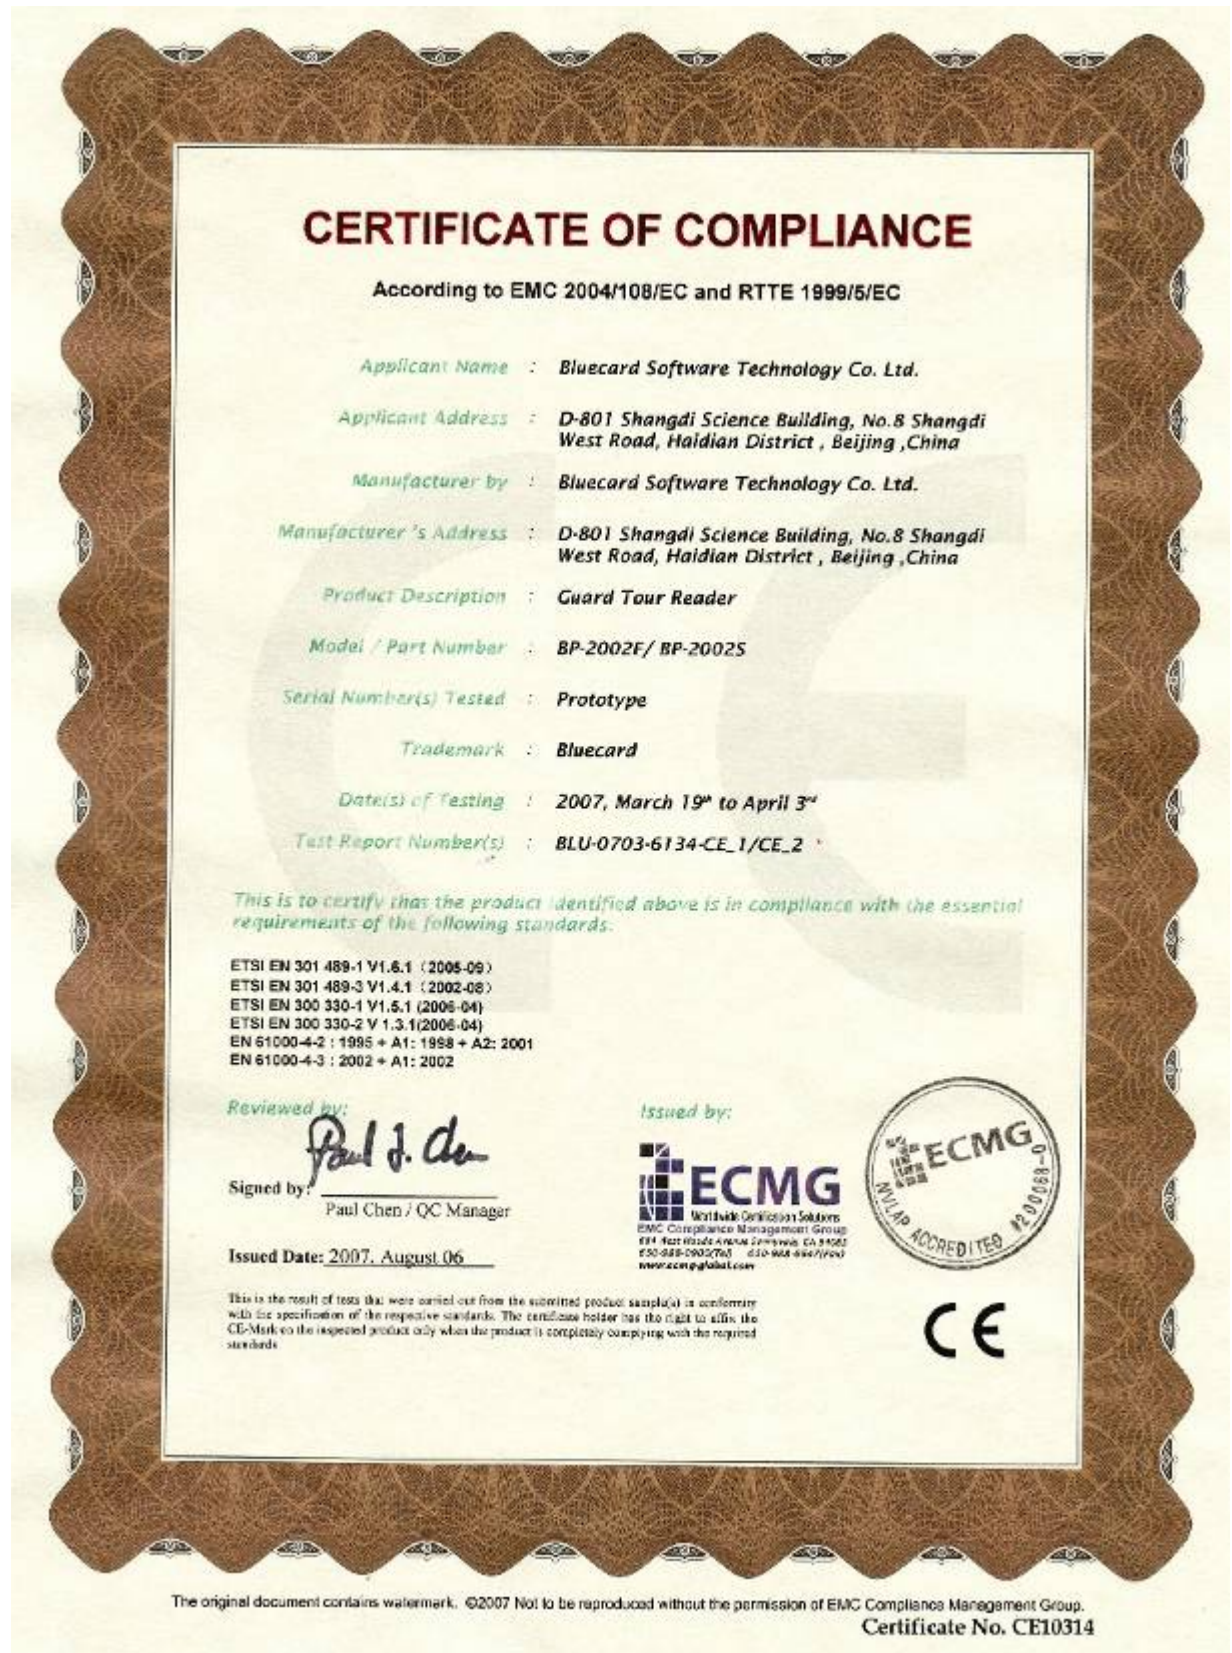 CERTIFICATE OF COMPLIANCE
According to EMC 2004/108/EC and RTTE 1999/5/EC
Applicant Name : Bluecard Software Technology Co. Ltd.
Applicant Address : D-801 Shangdi Science Building, No.8 Shangdi
West Road, Haidian District , Beijing ,China
Manufacturer by : Bluecard Software Technology Co. Ltd.
Manufacturer 's Address : D-801 Shangdi Science Building, No.8 Shangdi
West Road, Haidian District , Beijing ,China
Product Description : Guard Tour Reader
Model / Part Number : BP-2002F/ BP-2002S
Serial Number(s) Tested : Prototype
Trademark : Bluecard
Date(s) of Testing : 2007, March 19th to April 3rd
Test Report Number(s) : BLU-0703-6134-CE_1/CE_2
This is to certify that the product identified above is in compliance with the essential
requirements of the following standards:
ETSI EN 301 489-1 V1.6.1 (2005-09)
ETSI EN 301 489-3 V1.4.1 (2002-08)
ETSI EN 300 330-1 V1.5.1 (2006-04)
ETSI EN 300 330-2 V 1.3.1(2006-04)
EN 61000-4-2 : 1995 + A1: 1998 + A2: 2001
EN 61000-4-3 : 2002 + A1: 2002
Reviewed by:
Paul J. Chen
Signed by:
Paul Chen / QC Manager
Issued Date: 2007. August 06
Issued by:
ECMG
Worldwide Certification Solutions
EMC Compliance Management Group
CA
www.ecmg-global.com
ECMG
NVLAP ACCREDITED #200068-0
This is the result of tests that were carried out from the submitted product sample(s) in conformity
with the specification of the respective standards. The certificate holder has the right to affix the
CE-Mark on the inspected product only when the product is completely complying with the required
standards
CE
The original document contains watermark. ©2007 Not to be reproduced without the permission of EMC Compliance Management Group.
Certificate No. CE10314